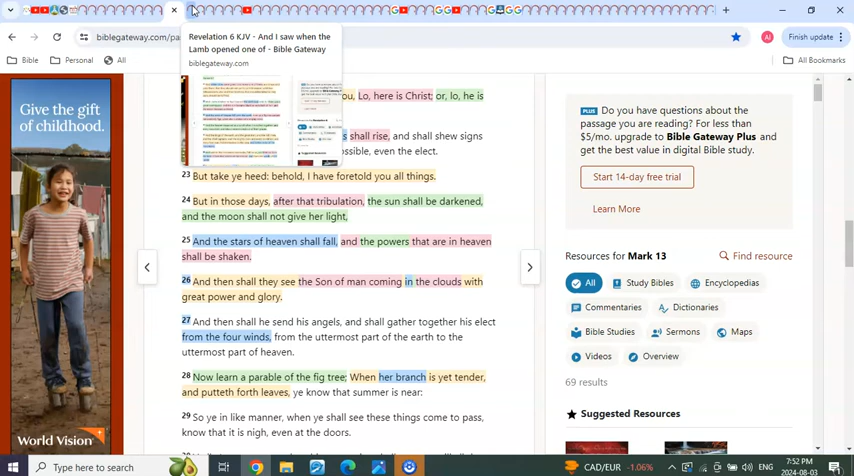 Finish update
biblegateway.com/pa
Bible
Personal
All
All Bookmarks
Revelation 6 KJV - And I saw when the
Lamb opened one of - Bible Gateway
biblegateway.com
Give the gift
of childhood.
World Vision
ou, Lo, here is Christ; or, lo, he is
s shall rise, and shall shew signs
possible, even the elect.
23 But take ye heed: behold, I have foretold you all things.
24 But in those days, after that tribulation, the sun shall be darkened,
and the moon shall not give her light,
25 And the stars of heaven shall fall, and the powers that are in heaven
shall be shaken.
26 And then shall they see the Son of man coming in the clouds with
great power and glory.
27 And then shall he send his angels, and shall gather together his elect
from the four winds, from the uttermost part of the earth to the
uttermost part of heaven.
28 Now learn a parable of the fig tree; When her branch is yet tender,
and putteth forth leaves, ye know that summer is near:
29 So ye in like manner, when ye shall see these things come to pass,
know that it is nigh, even at the doors.
PLUS Do you have questions about the
passage you are reading? For less than
$5/mo. upgrade to Bible Gateway Plus and
get the best value in digital Bible study.
Start 14-day free trial
Learn More
Resources for Mark 13
Find resource
All
Study Bibles
Encyclopedias
Commentaries
Dictionaries
Bible Studies
Sermons
Maps
Videos
Overview
69 results
Suggested Resources
Type here to search
CAD/EUR -1.06%
ENG
7:52 PM
2024-08-03